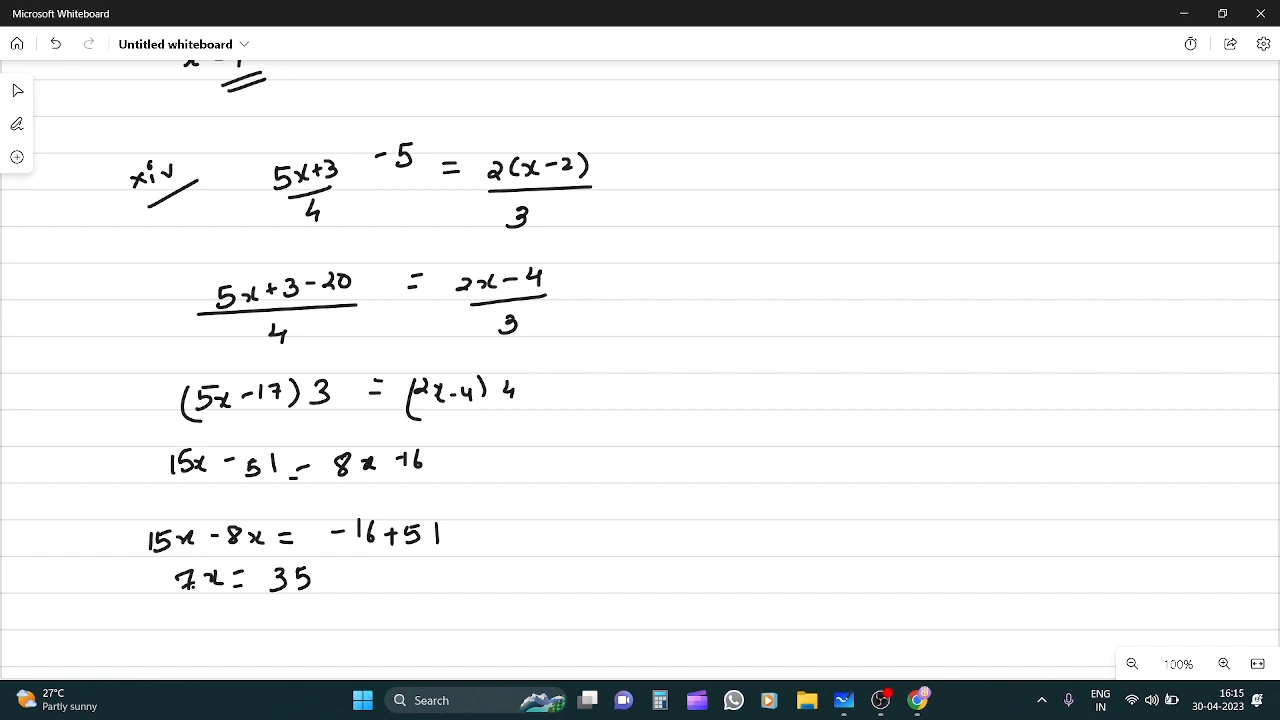 Microsoft Whiteboard
Untitled whiteboard
xiv 5x+3 -5 = 2(x-2)
4 3
5x+3-20 = 2x-4
4 3
(5x-17)3 = (2x-4)4
15x - 51 = 8x -16
15x - 8x = -16+51
7x = 35
100%
27°C
Partly sunny
Search
8
ENG
IN
16:15
30-04-2023